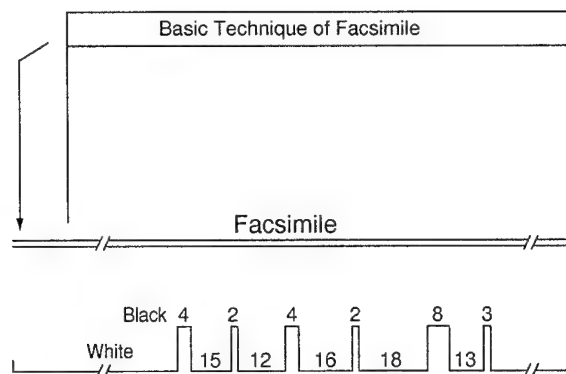 Basic Technique of Facsimile
Facsimile
Black 4 2 4 2 8 3
White 15 12 16 18 13